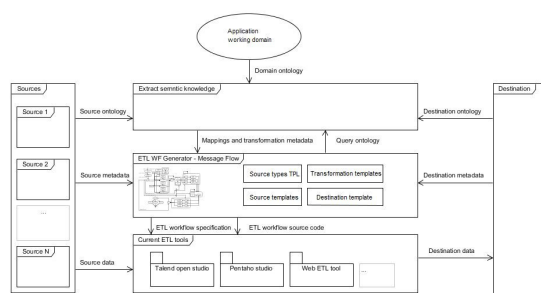 Application
working domain
Domain ontology
Sources
Extract semntic knowledge
Destination
Source 1
Source ontology
Destination ontology
Mappings and transformation metadata
Query ontology
ETL WF Generator - Message Flow
Source 2
Source metadata
Source types TPL
Transformation templates
Destination metadata
Source templates
Destination template
...
ETL workflow specification
ETL workflow source code
Current ETL tools
Source N
Source data
Talend open studio
Pentaho studio
Web ETL tool
...
Destination data